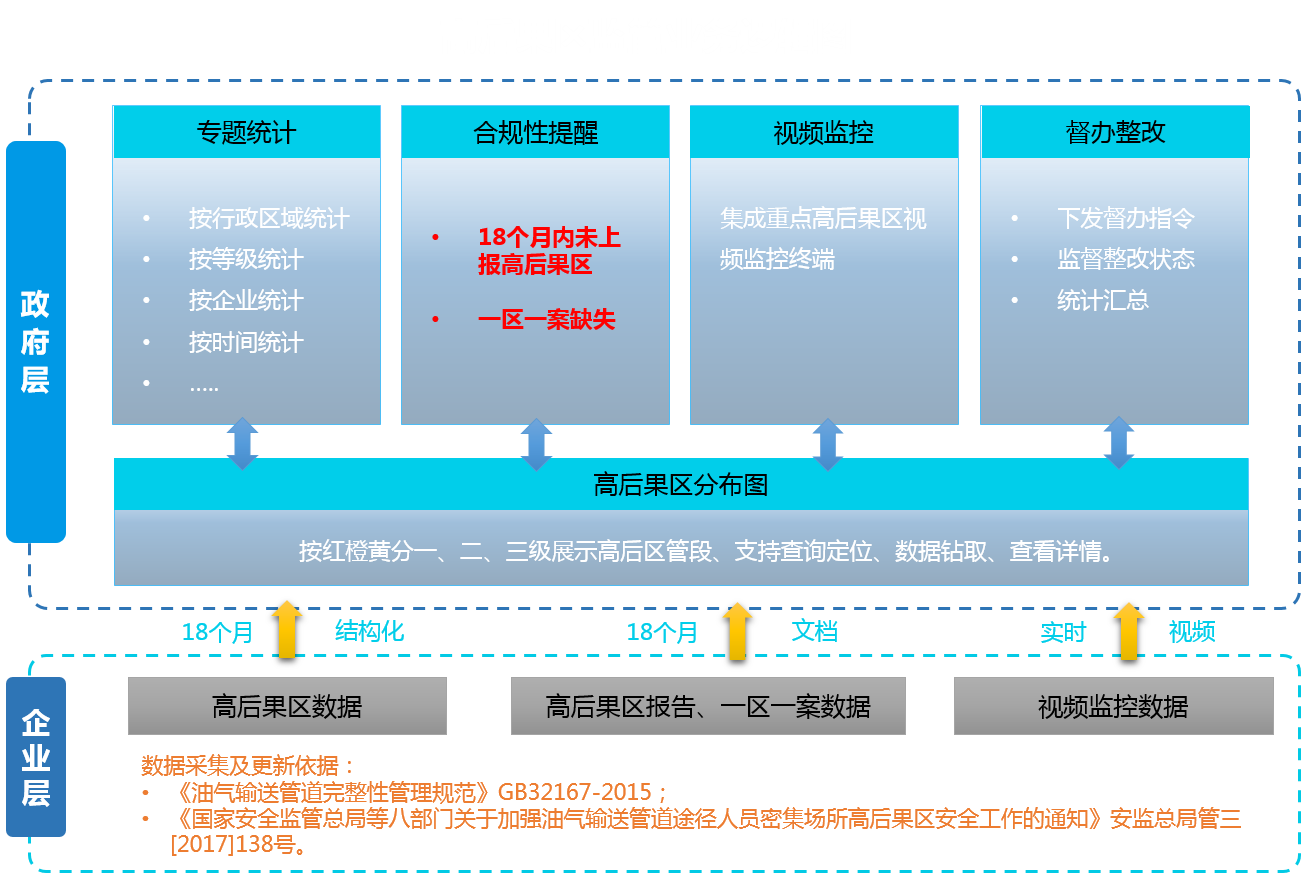 政府层
专题统计
• 按行政区域统计
• 按等级统计
• 按企业统计
• 按时间统计
• .....
合规性提醒
• 18个月内未上
报高后果区
• 一区一案缺失
视频监控
集成重点高后果区视
频监控终端
督办整改
• 下发督办指令
• 监督整改状态
• 统计汇总
高后果区分布图
按红橙黄分一、二、三级展示高后区管段、支持查询定位、数据钻取、查看详情。
18个月 结构化
18个月 文档
实时 视频
企业层
高后果区数据
高后果区报告、一区一案数据
视频监控数据
数据采集及更新依据：
• 《油气输送管道完整性管理规范》GB32167-2015；
• 《国家安全监管总局等八部门关于加强油气输送管道途径人员密集场所高后果区安全工作的通知》安监总局管三
[2017]138号。